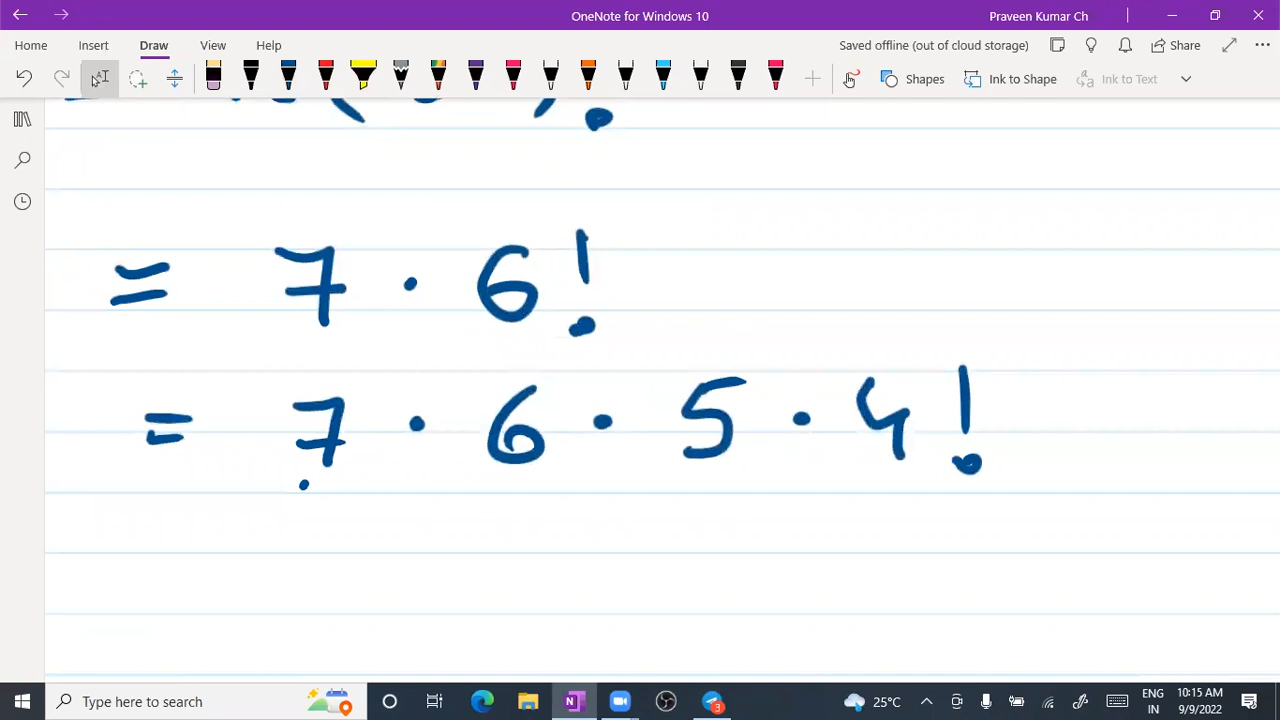 OneNote for Windows 10
Praveen Kumar Ch
Home Insert Draw View Help
Saved offline (out of cloud storage)
Share
Shapes Ink to Shape Ink to Text
= 7 · 6!
= 7 · 6 · 5 · 4!
Type here to search
3
25°C
ENG
IN
10:15 AM
9/9/2022